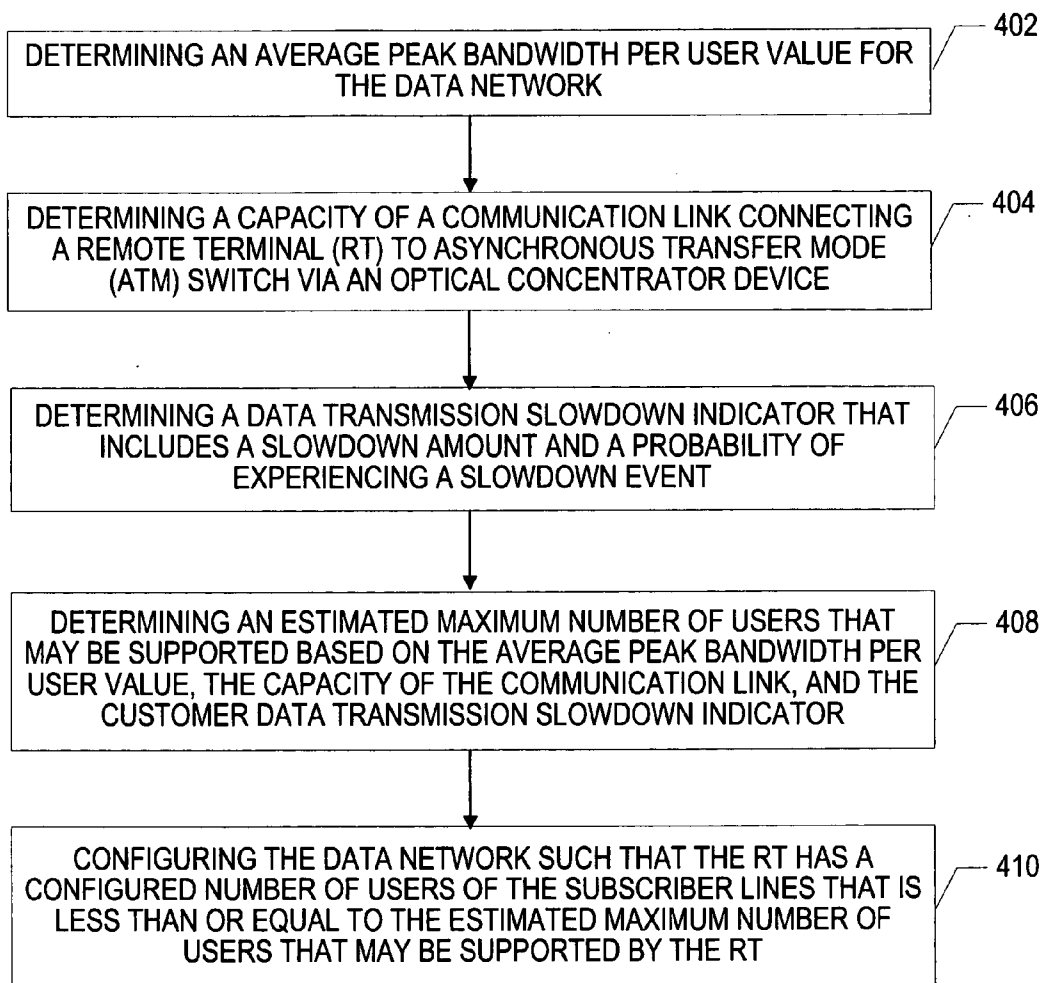 402
DETERMINING AN AVERAGE PEAK BANDWIDTH PER USER VALUE FOR
THE DATA NETWORK
404
DETERMINING A CAPACITY OF A COMMUNICATION LINK CONNECTING
A REMOTE TERMINAL (RT) TO ASYNCHRONOUS TRANSFER MODE
(ATM) SWITCH VIA AN OPTICAL CONCENTRATOR DEVICE
406
DETERMINING A DATA TRANSMISSION SLOWDOWN INDICATOR THAT
INCLUDES A SLOWDOWN AMOUNT AND A PROBABILITY OF
EXPERIENCING A SLOWDOWN EVENT
408
DETERMINING AN ESTIMATED MAXIMUM NUMBER OF USERS THAT
MAY BE SUPPORTED BASED ON THE AVERAGE PEAK BANDWIDTH PER
USER VALUE, THE CAPACITY OF THE COMMUNICATION LINK, AND THE
CUSTOMER DATA TRANSMISSION SLOWDOWN INDICATOR
410
CONFIGURING THE DATA NETWORK SUCH THAT THE RT HAS A
CONFIGURED NUMBER OF USERS OF THE SUBSCRIBER LINES THAT IS
LESS THAN OR EQUAL TO THE ESTIMATED MAXIMUM NUMBER OF
USERS THAT MAY BE SUPPORTED BY THE RT